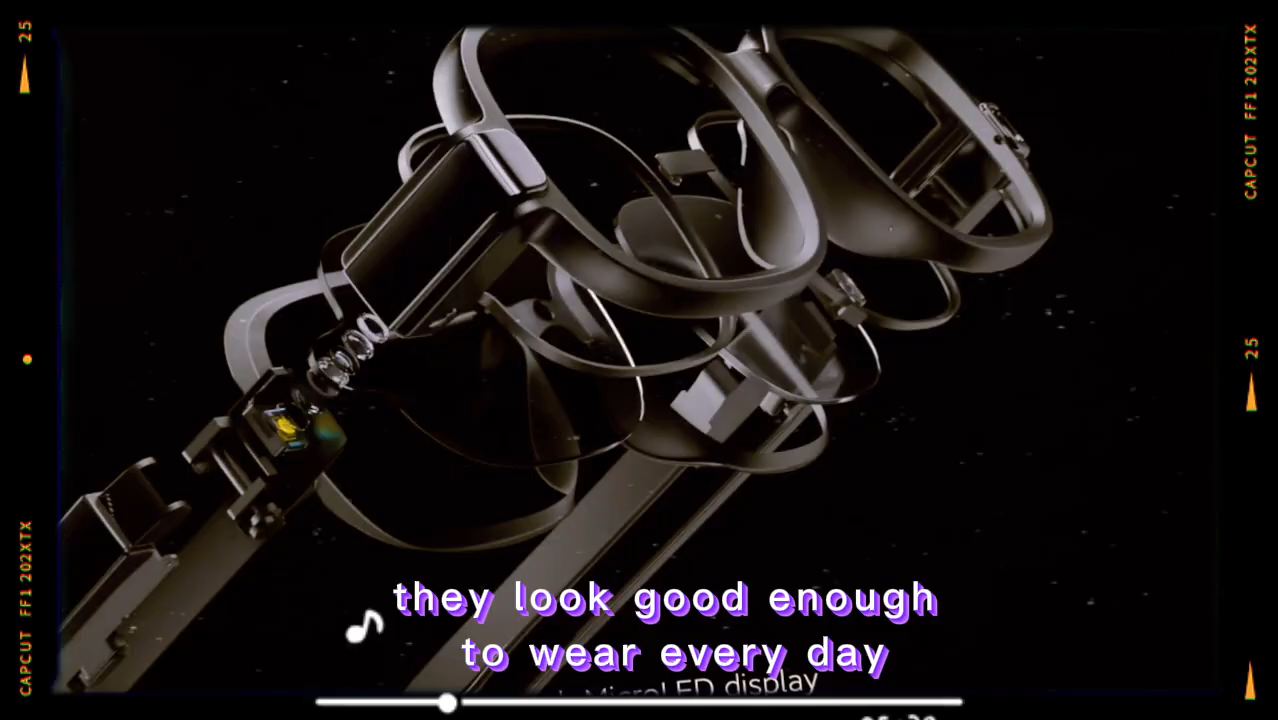 25
CAPCUT FF1 202XTX
CAPCUT FF1 202XTX
25
they look good enough
to wear every day
MicroLED display